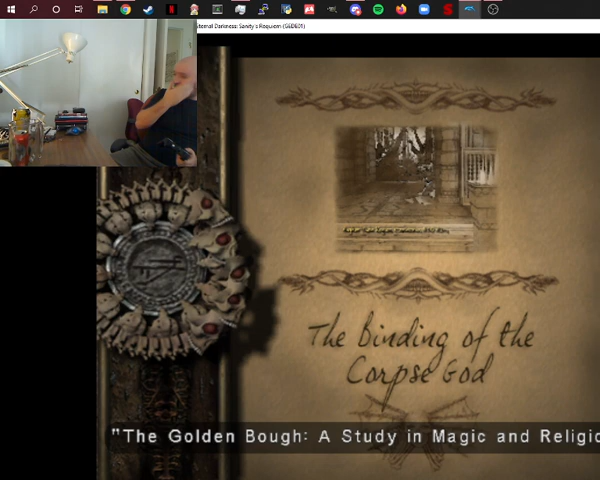 Eternal Darkness: Sanity's Requiem (GEDE01)
The Binding of the
Corpse God
"The Golden Bough: A Study in Magic and Religio